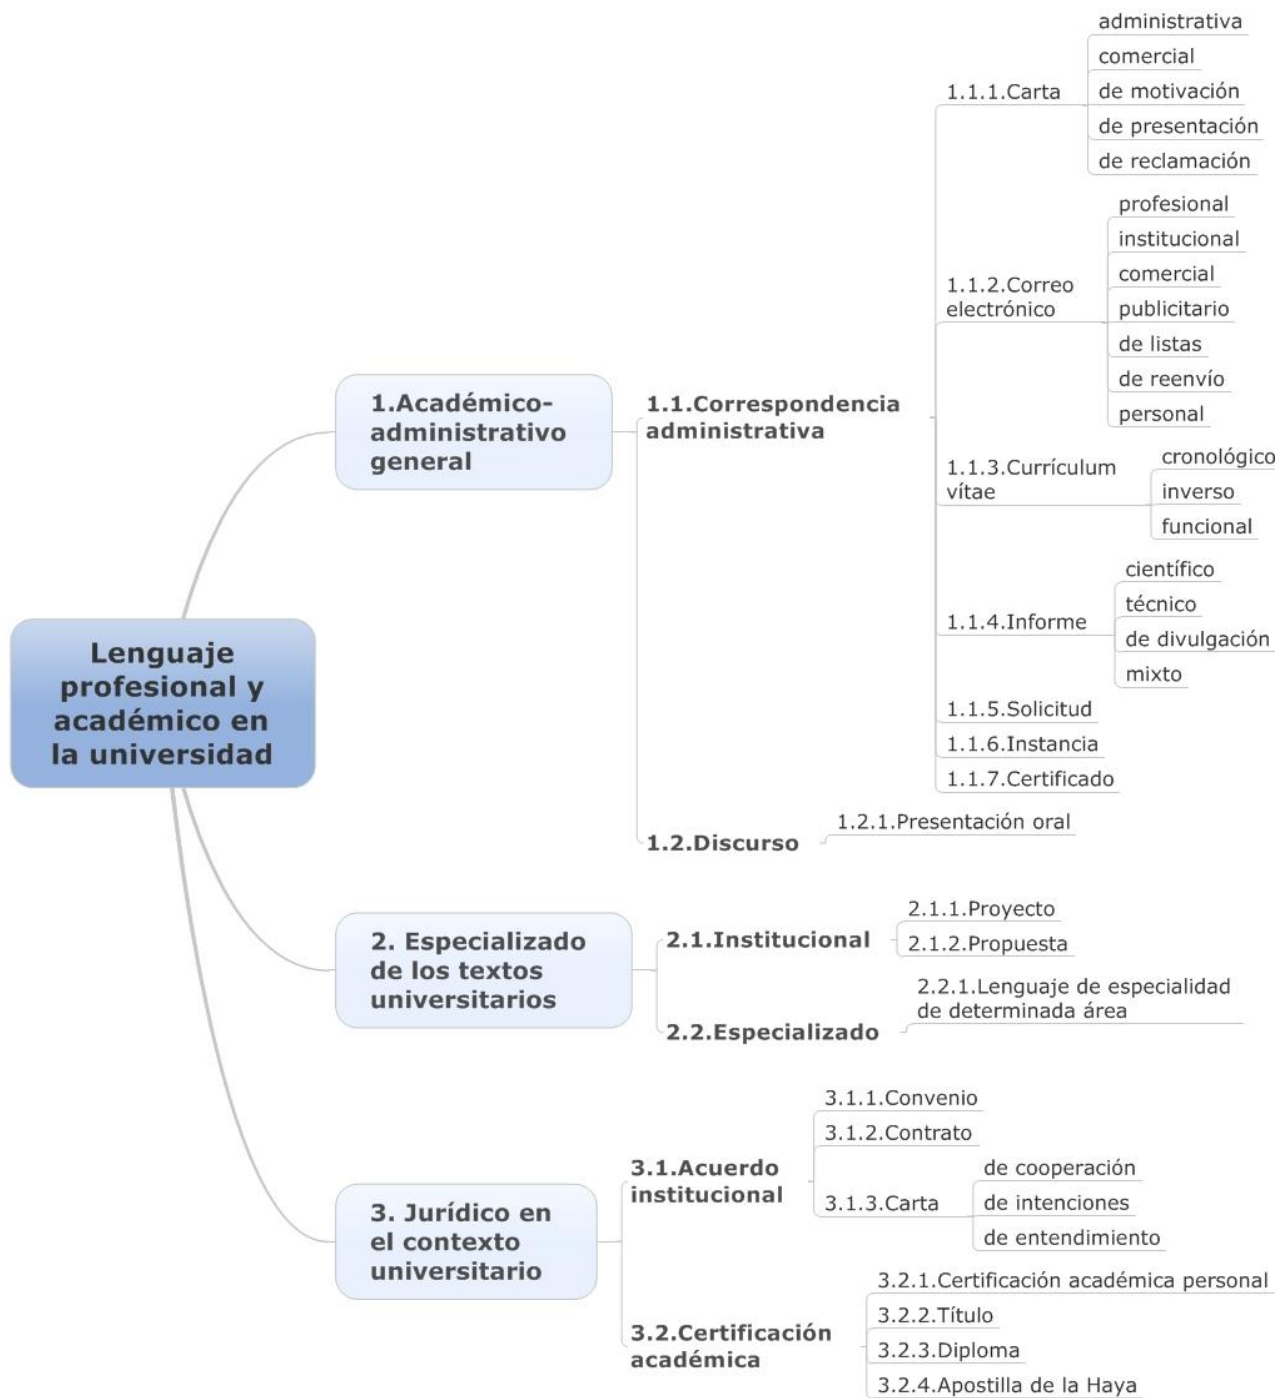 Lenguaje
profesional y
académico en
la universidad
1.Académico-
administrativo
general
1.1.Correspondencia
administrativa
1.1.1.Carta
administrativa
comercial
de motivación
de presentación
de reclamación
1.1.2.Correo
electrónico
profesional
institucional
comercial
publicitario
de listas
de reenvío
personal
1.1.3.Currículum
vítae
cronológico
inverso
funcional
1.1.4.Informe
científico
técnico
de divulgación
mixto
1.1.5.Solicitud
1.1.6.Instancia
1.1.7.Certificado
1.2.Discurso
1.2.1.Presentación oral
2. Especializado
de los textos
universitarios
2.1.Institucional
2.1.1.Proyecto
2.1.2.Propuesta
2.2.Especializado
2.2.1.Lenguaje de especialidad
de determinada área
3. Jurídico en
el contexto
universitario
3.1.Acuerdo
institucional
3.1.1.Convenio
3.1.2.Contrato
3.1.3.Carta
de cooperación
de intenciones
de entendimiento
3.2.Certificación
académica
3.2.1.Certificación académica personal
3.2.2.Título
3.2.3.Diploma
3.2.4.Apostilla de la Haya